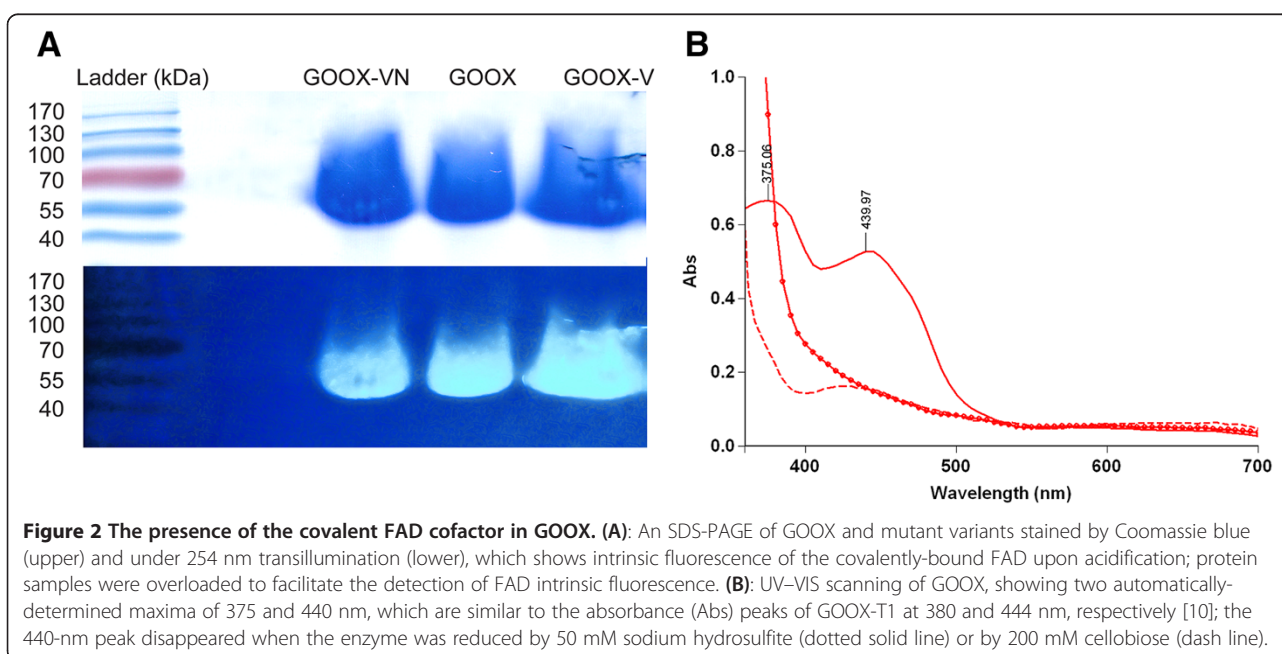 A
Ladder (kDa) GOOX-VN GOOX GOOX-V
170
130
100
70
55
40
170
130
100
70
55
40
B
1.0
0.8
0.6
0.4
0.2
0.0
Abs
375.06
439.97
400 500 600 700
Wavelength (nm)
Figure 2 The presence of the covalent FAD cofactor in GOOX. (A): An SDS-PAGE of GOOX and mutant variants stained by Coomassie blue
(upper) and under 254 nm transillumination (lower), which shows intrinsic fluorescence of the covalently-bound FAD upon acidification; protein
samples were overloaded to facilitate the detection of FAD intrinsic fluorescence. (B): UV–VIS scanning of GOOX, showing two automatically-
determined maxima of 375 and 440 nm, which are similar to the absorbance (Abs) peaks of GOOX-T1 at 380 and 444 nm, respectively [10]; the
440-nm peak disappeared when the enzyme was reduced by 50 mM sodium hydrosulfite (dotted solid line) or by 200 mM cellobiose (dash line).